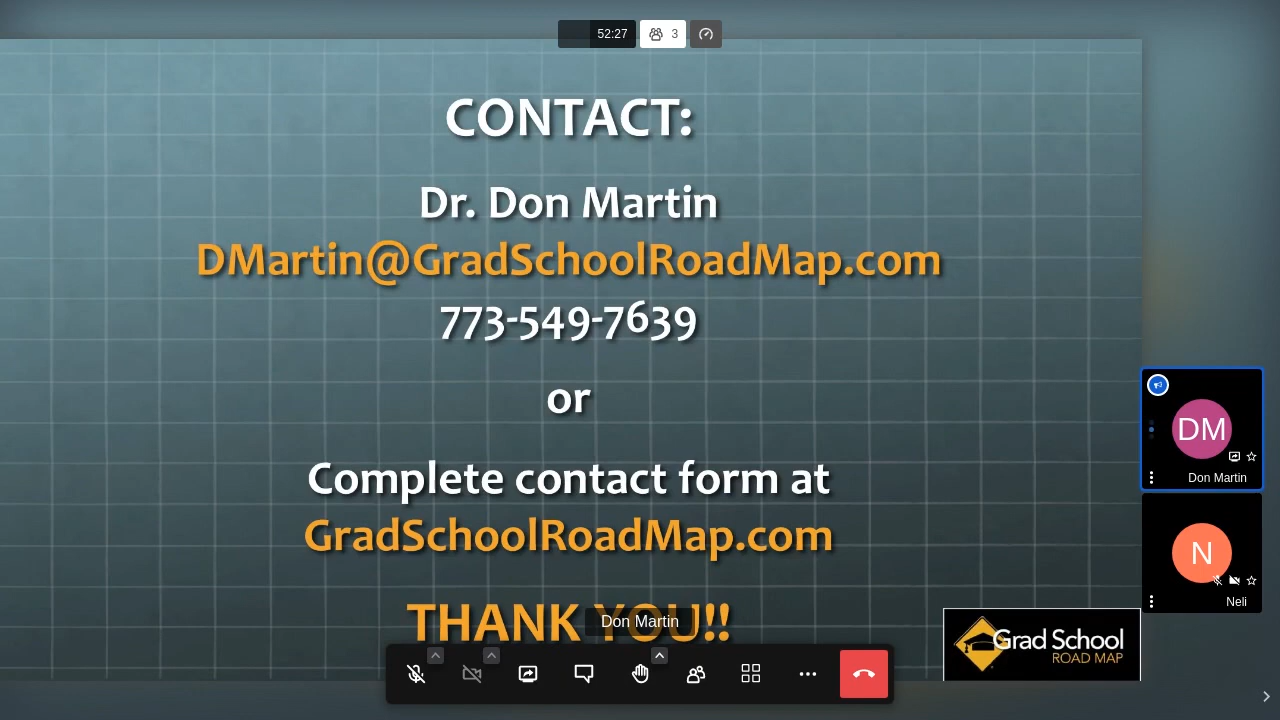 52:27
3
CONTACT:
Dr. Don Martin
DMartin@GradSchoolRoadMap.com
773-549-7639
or
Complete contact form at
GradSchoolRoadMap.com
THANK YOU!!
Don Martin
Grad School
ROAD MAP
DM
Don Martin
N
Neli